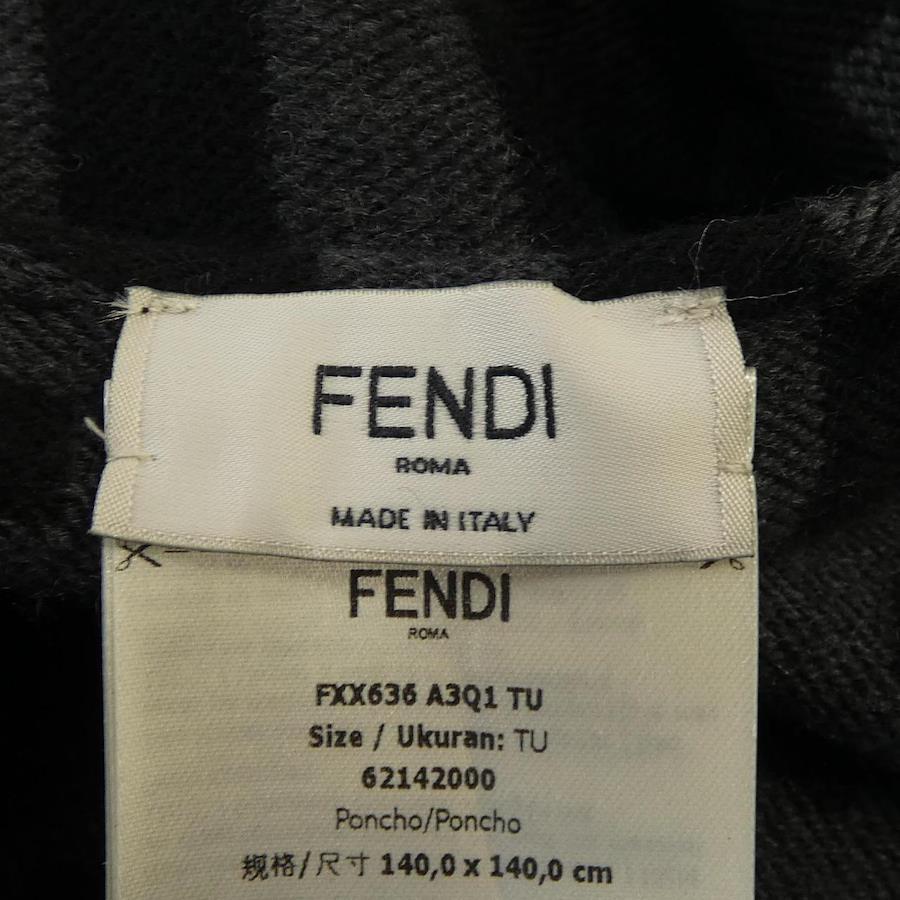 FENDI
ROMA
MADE IN ITALY
FENDI
ROMA
FXX636 A3Q1 TU
Size / Ukuran: TU
62142000
Poncho/Poncho
规格/尺寸 140,0 x 140,0 cm